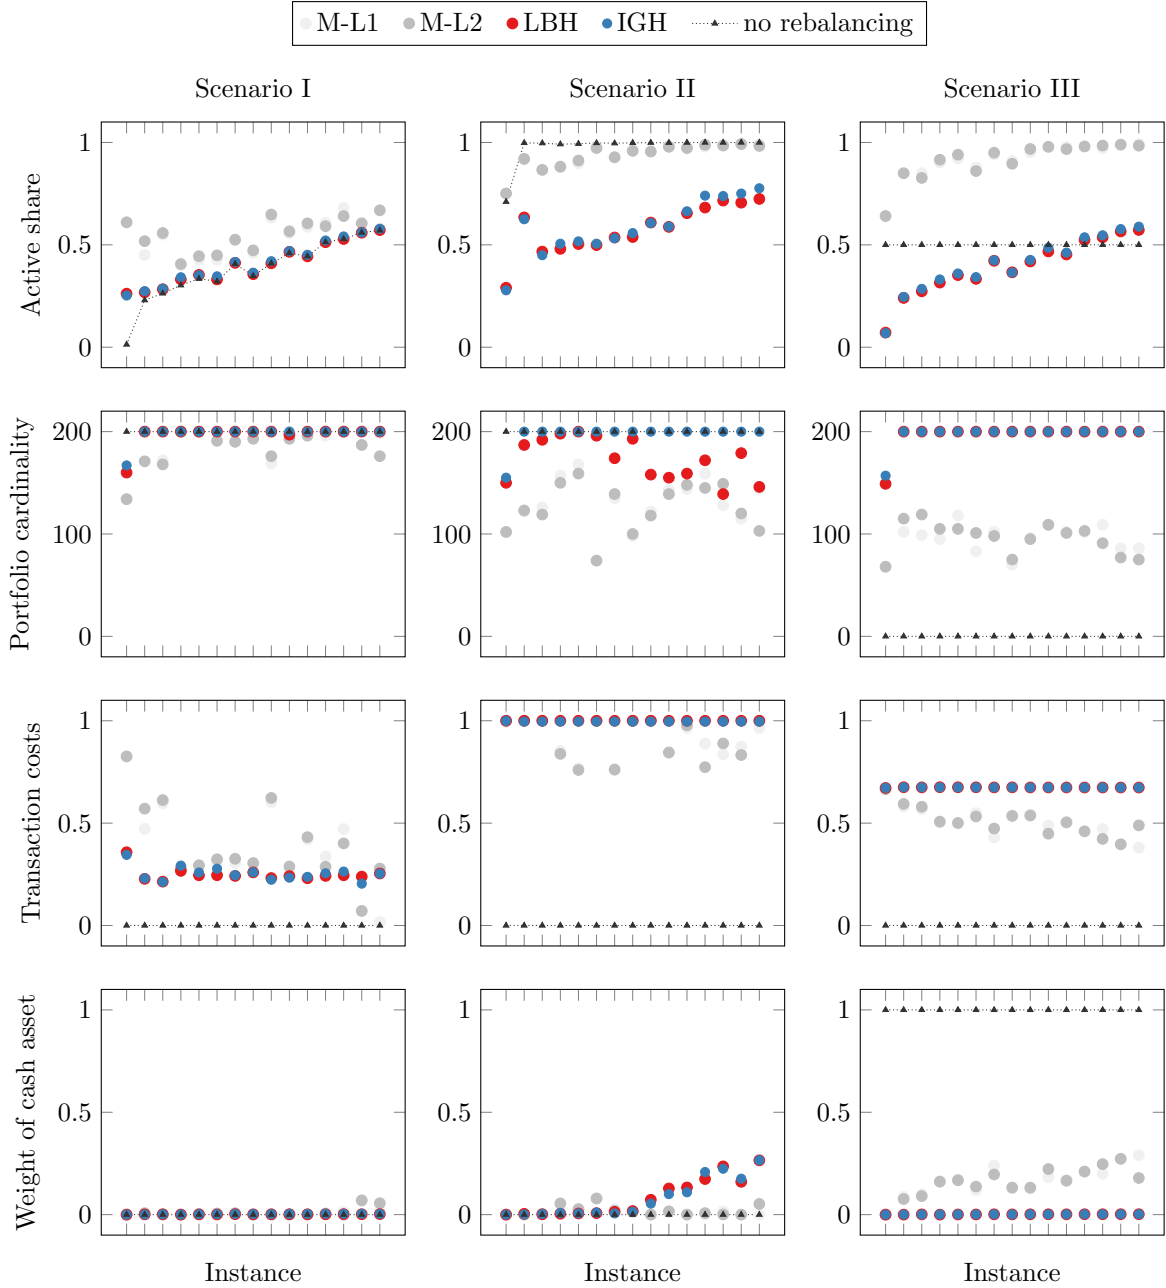 M-L1 M-L2 LBH IGH no rebalancing
Scenario I Scenario II Scenario III
Active share
1 1 1
0.5 0.5 0.5
0 0 0
Portfolio cardinality
200 200 200
100 100 100
0 0 0
Transaction costs
1 1 1
0.5 0.5 0.5
0 0 0
Weight of cash asset
1 1 1
0.5 0.5 0.5
0 0 0
Instance Instance Instance